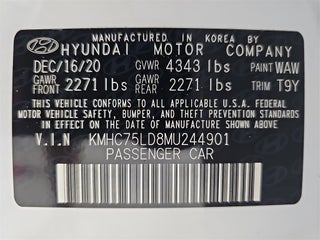 MANUFACTURED IN KOREA BY
HYUNDAI MOTOR COMPANY
DEC/16/20 GVWR 4343 lbs PAINT WAW
GAWR FRONT 2271 lbs GAWR REAR 2271 lbs TRIM T9Y
THIS VEHICLE CONFORMS TO ALL APPLICABLE U.S.A. FEDERAL
MOTOR VEHICLE SAFETY, BUMPER, AND THEFT PREVENTION
STANDARDS IN EFFECT ON THE DATE OF MANUFACTURE SHOWN ABOVE.
V.I.N KMHC75LD8MU244901
PASSENGER CAR